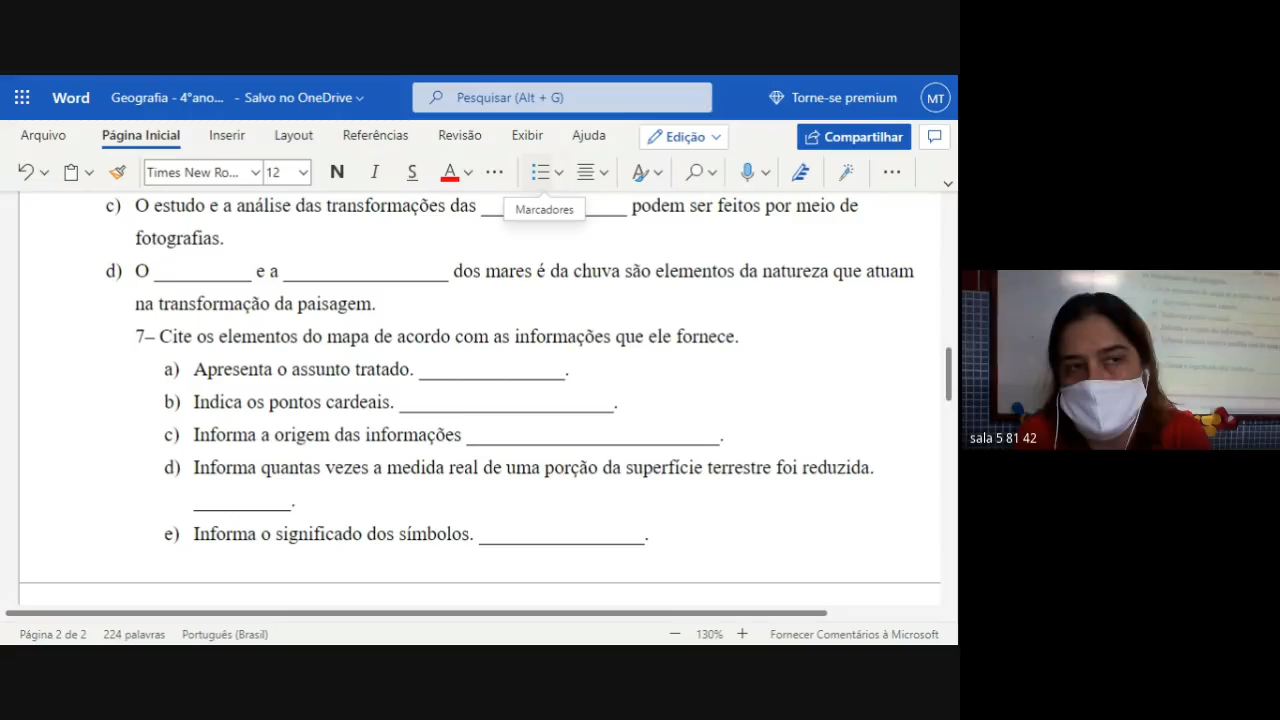 Word Geografia - 4°ano... - Salvo no OneDrive Pesquisar (Alt + G) Torne-se premium MT
Arquivo Página Inicial Inserir Layout Referências Revisão Exibir Ajuda Edição Compartilhar
Times New Ro... 12 N I S A ...
Marcadores
c) O estudo e a análise das transformações das ______ ____ podem ser feitos por meio de
fotografias.
d) O __________ e a _________________ dos mares é da chuva são elementos da natureza que atuam
na transformação da paisagem.
7– Cite os elementos do mapa de acordo com as informações que ele fornece.
a) Apresenta o assunto tratado. _______________.
b) Indica os pontos cardeais. ______________________.
c) Informa a origem das informações __________________________.
d) Informa quantas vezes a medida real de uma porção da superfície terrestre foi reduzida.
__________.
e) Informa o significado dos símbolos. _________________.
Página 2 de 2 224 palavras Português (Brasil) 130% Fornecer Comentários à Microsoft
sala 5 81 42